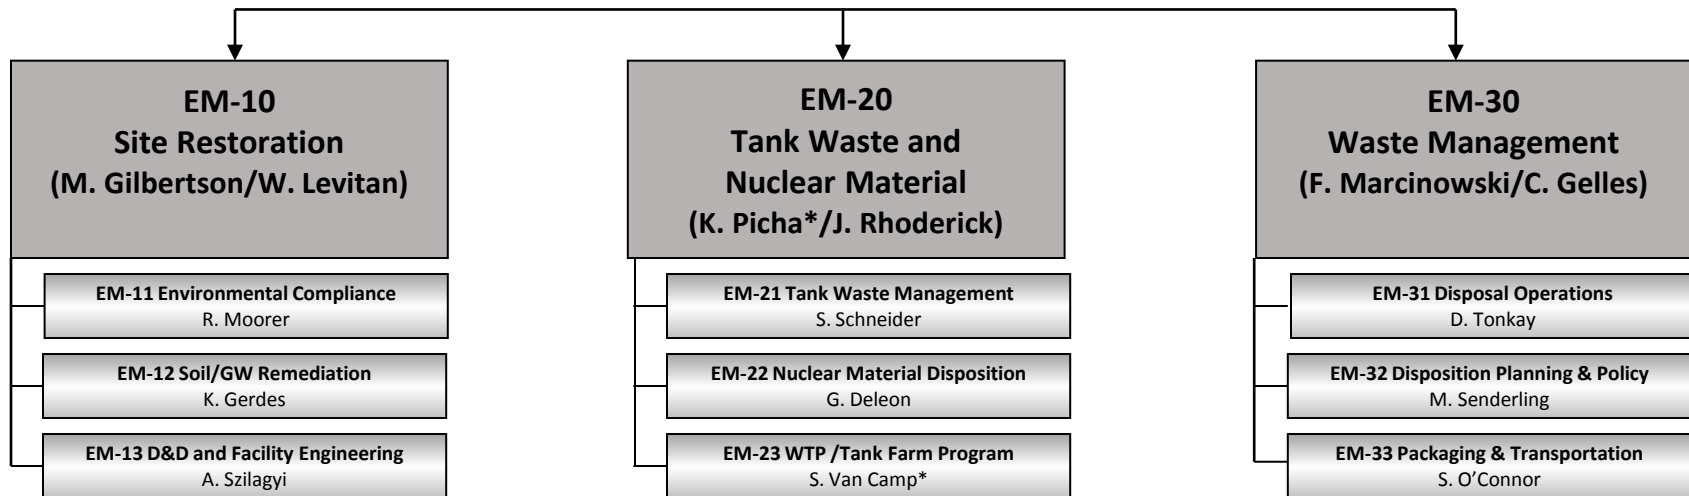 EM-10
Site Restoration
(M. Gilbertson/W. Levitan)
EM-11 Environmental Compliance
R. Moorer
EM-12 Soil/GW Remediation
K. Gerdes
EM-13 D&D and Facility Engineering
A. Szilagyi
EM-20
Tank Waste and
Nuclear Material
(K. Picha*/J. Rhoderick)
EM-21 Tank Waste Management
S. Schneider
EM-22 Nuclear Material Disposition
G. Deleon
EM-23 WTP /Tank Farm Program
S. Van Camp*
EM-30
Waste Management
(F. Marcinowski/C. Gelles)
EM-31 Disposal Operations
D. Tonkay
EM-32 Disposition Planning & Policy
M. Senderling
EM-33 Packaging & Transportation
S. O’Connor